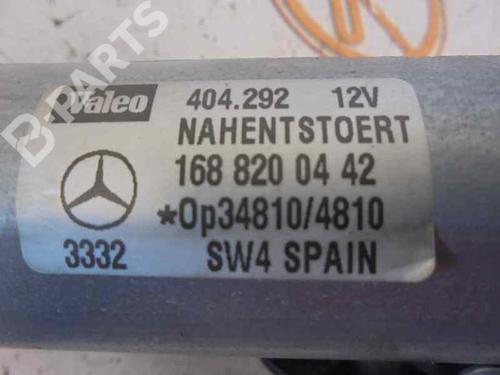 B-PARTS
Valeo 404.292 12V
NAHENTSTOERT
168 820 04 42
*Op34810/4810
3332 SW4 SPAIN